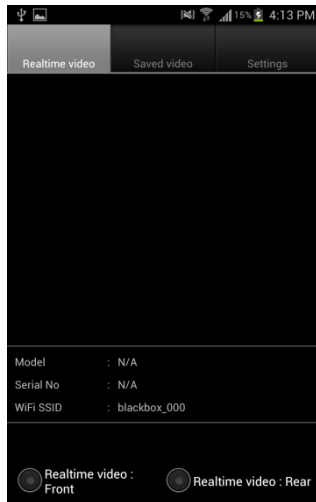 15% 4:13 PM
Realtime video Saved video Settings
Model : N/A
Serial No : N/A
WiFi SSID : blackbox_000
Realtime video :
Front
Realtime video : Rear